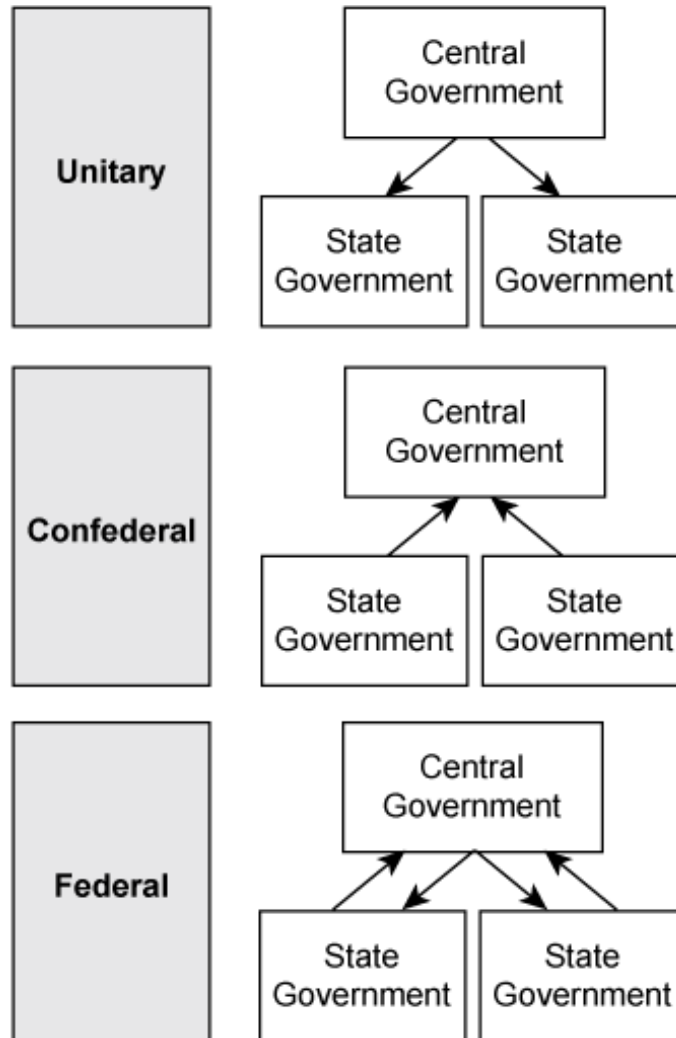 Unitary
Central
Government
State
Government
State
Government
Confederal
Central
Government
State
Government
State
Government
Federal
Central
Government
State
Government
State
Government